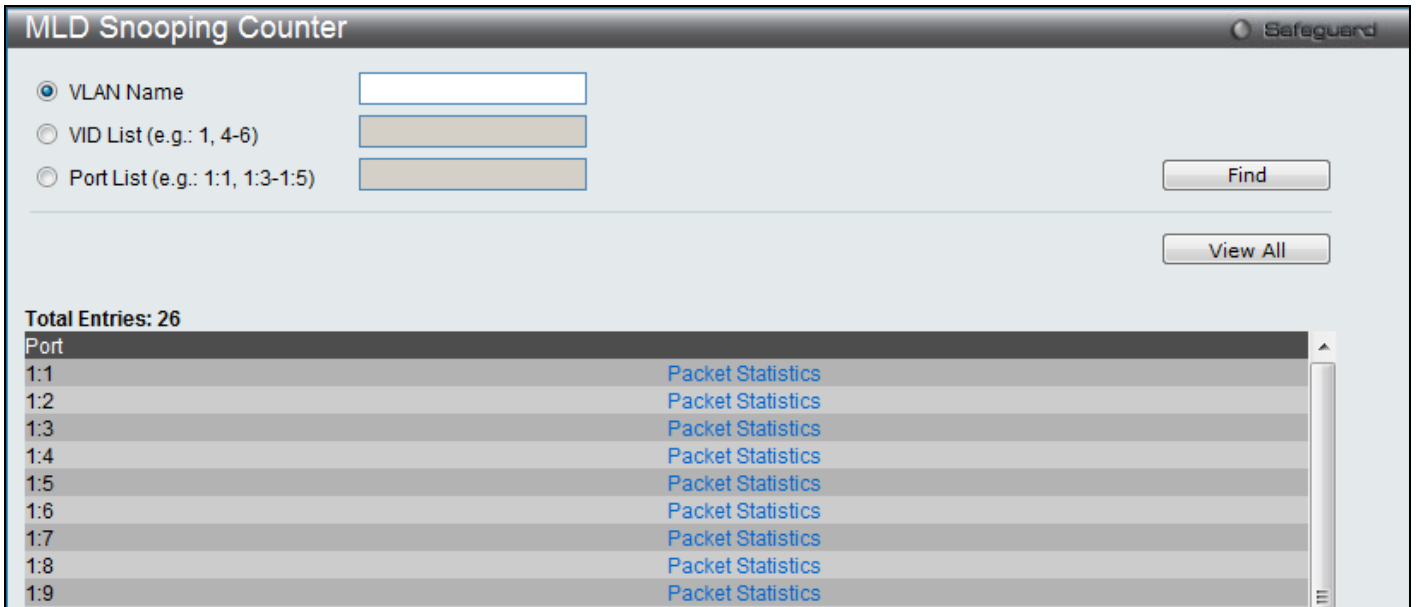 MLD Snooping Counter
Safeguard
VLAN Name
VID List (e.g.: 1, 4-6)
Port List (e.g.: 1:1, 1:3-1:5)
Find
View All
Total Entries: 26
Port
1:1 Packet Statistics
1:2 Packet Statistics
1:3 Packet Statistics
1:4 Packet Statistics
1:5 Packet Statistics
1:6 Packet Statistics
1:7 Packet Statistics
1:8 Packet Statistics
1:9 Packet Statistics